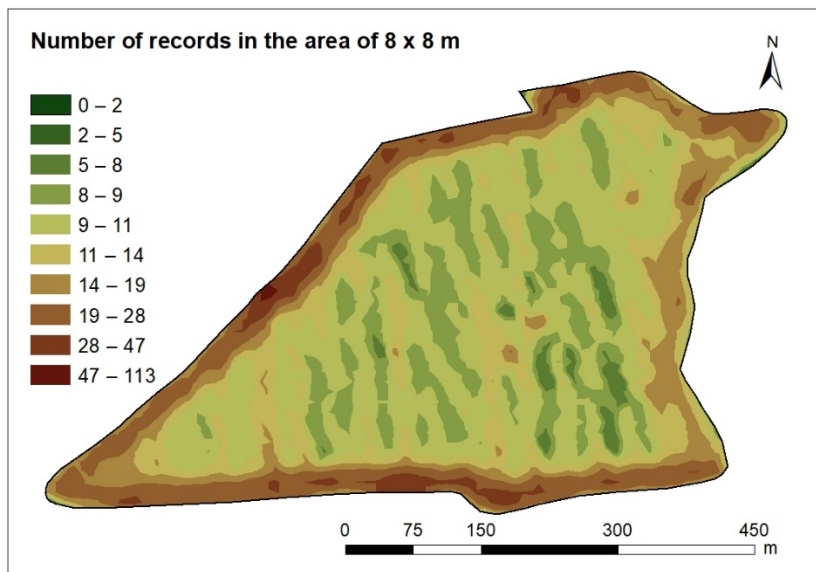 Number of records in the area of 8 x 8 m
N
0 – 2
2 – 5
5 – 8
8 – 9
9 – 11
11 – 14
14 – 19
19 – 28
28 – 47
47 – 113
0 75 150 300 450
m